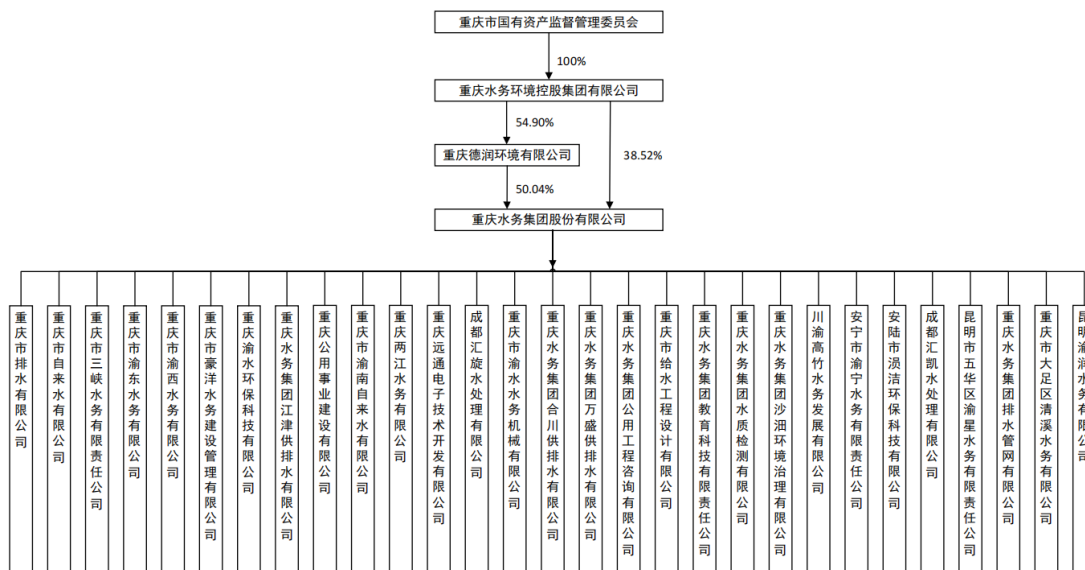 重庆市国有资产监督管理委员会
100%
重庆水务环境控股集团有限公司
54.90%
重庆德润环境有限公司
38.52%
50.04%
重庆水务集团股份有限公司
重庆市排水有限公司
重庆市自来水有限公司
重庆市三峡水务有限责任公司
重庆市渝东水务有限公司
重庆市渝西水务有限公司
重庆市豪洋水务建设管理有限公司
重庆渝水环保科技有限公司
重庆水务集团江津供排水有限公司
重庆公用事业建设有限公司
重庆市渝南自来水有限公司
重庆两江水务有限公司
重庆远通电子技术开发有限公司
成都汇旋水处理有限公司
重庆市渝水水务机械有限公司
重庆水务集团合川供排水有限公司
重庆水务集团万盛供排水有限公司
重庆水务集团公用工程咨询有限公司
重庆市给水工程设计有限公司
重庆水务集团教育科技有限责任公司
重庆水务集团水质检测有限公司
重庆水务集团沙细环境治理有限公司
川渝高竹水务发展有限公司
安宁市渝宁水务有限责任公司
安陆市涢洁环保科技有限公司
成都汇凯水处理有限公司
昆明市五华区渝星水务有限责任公司
重庆水务集团排水管网有限公司
重庆市大足区清溪水务有限公司
昆明渝润水务有限公司